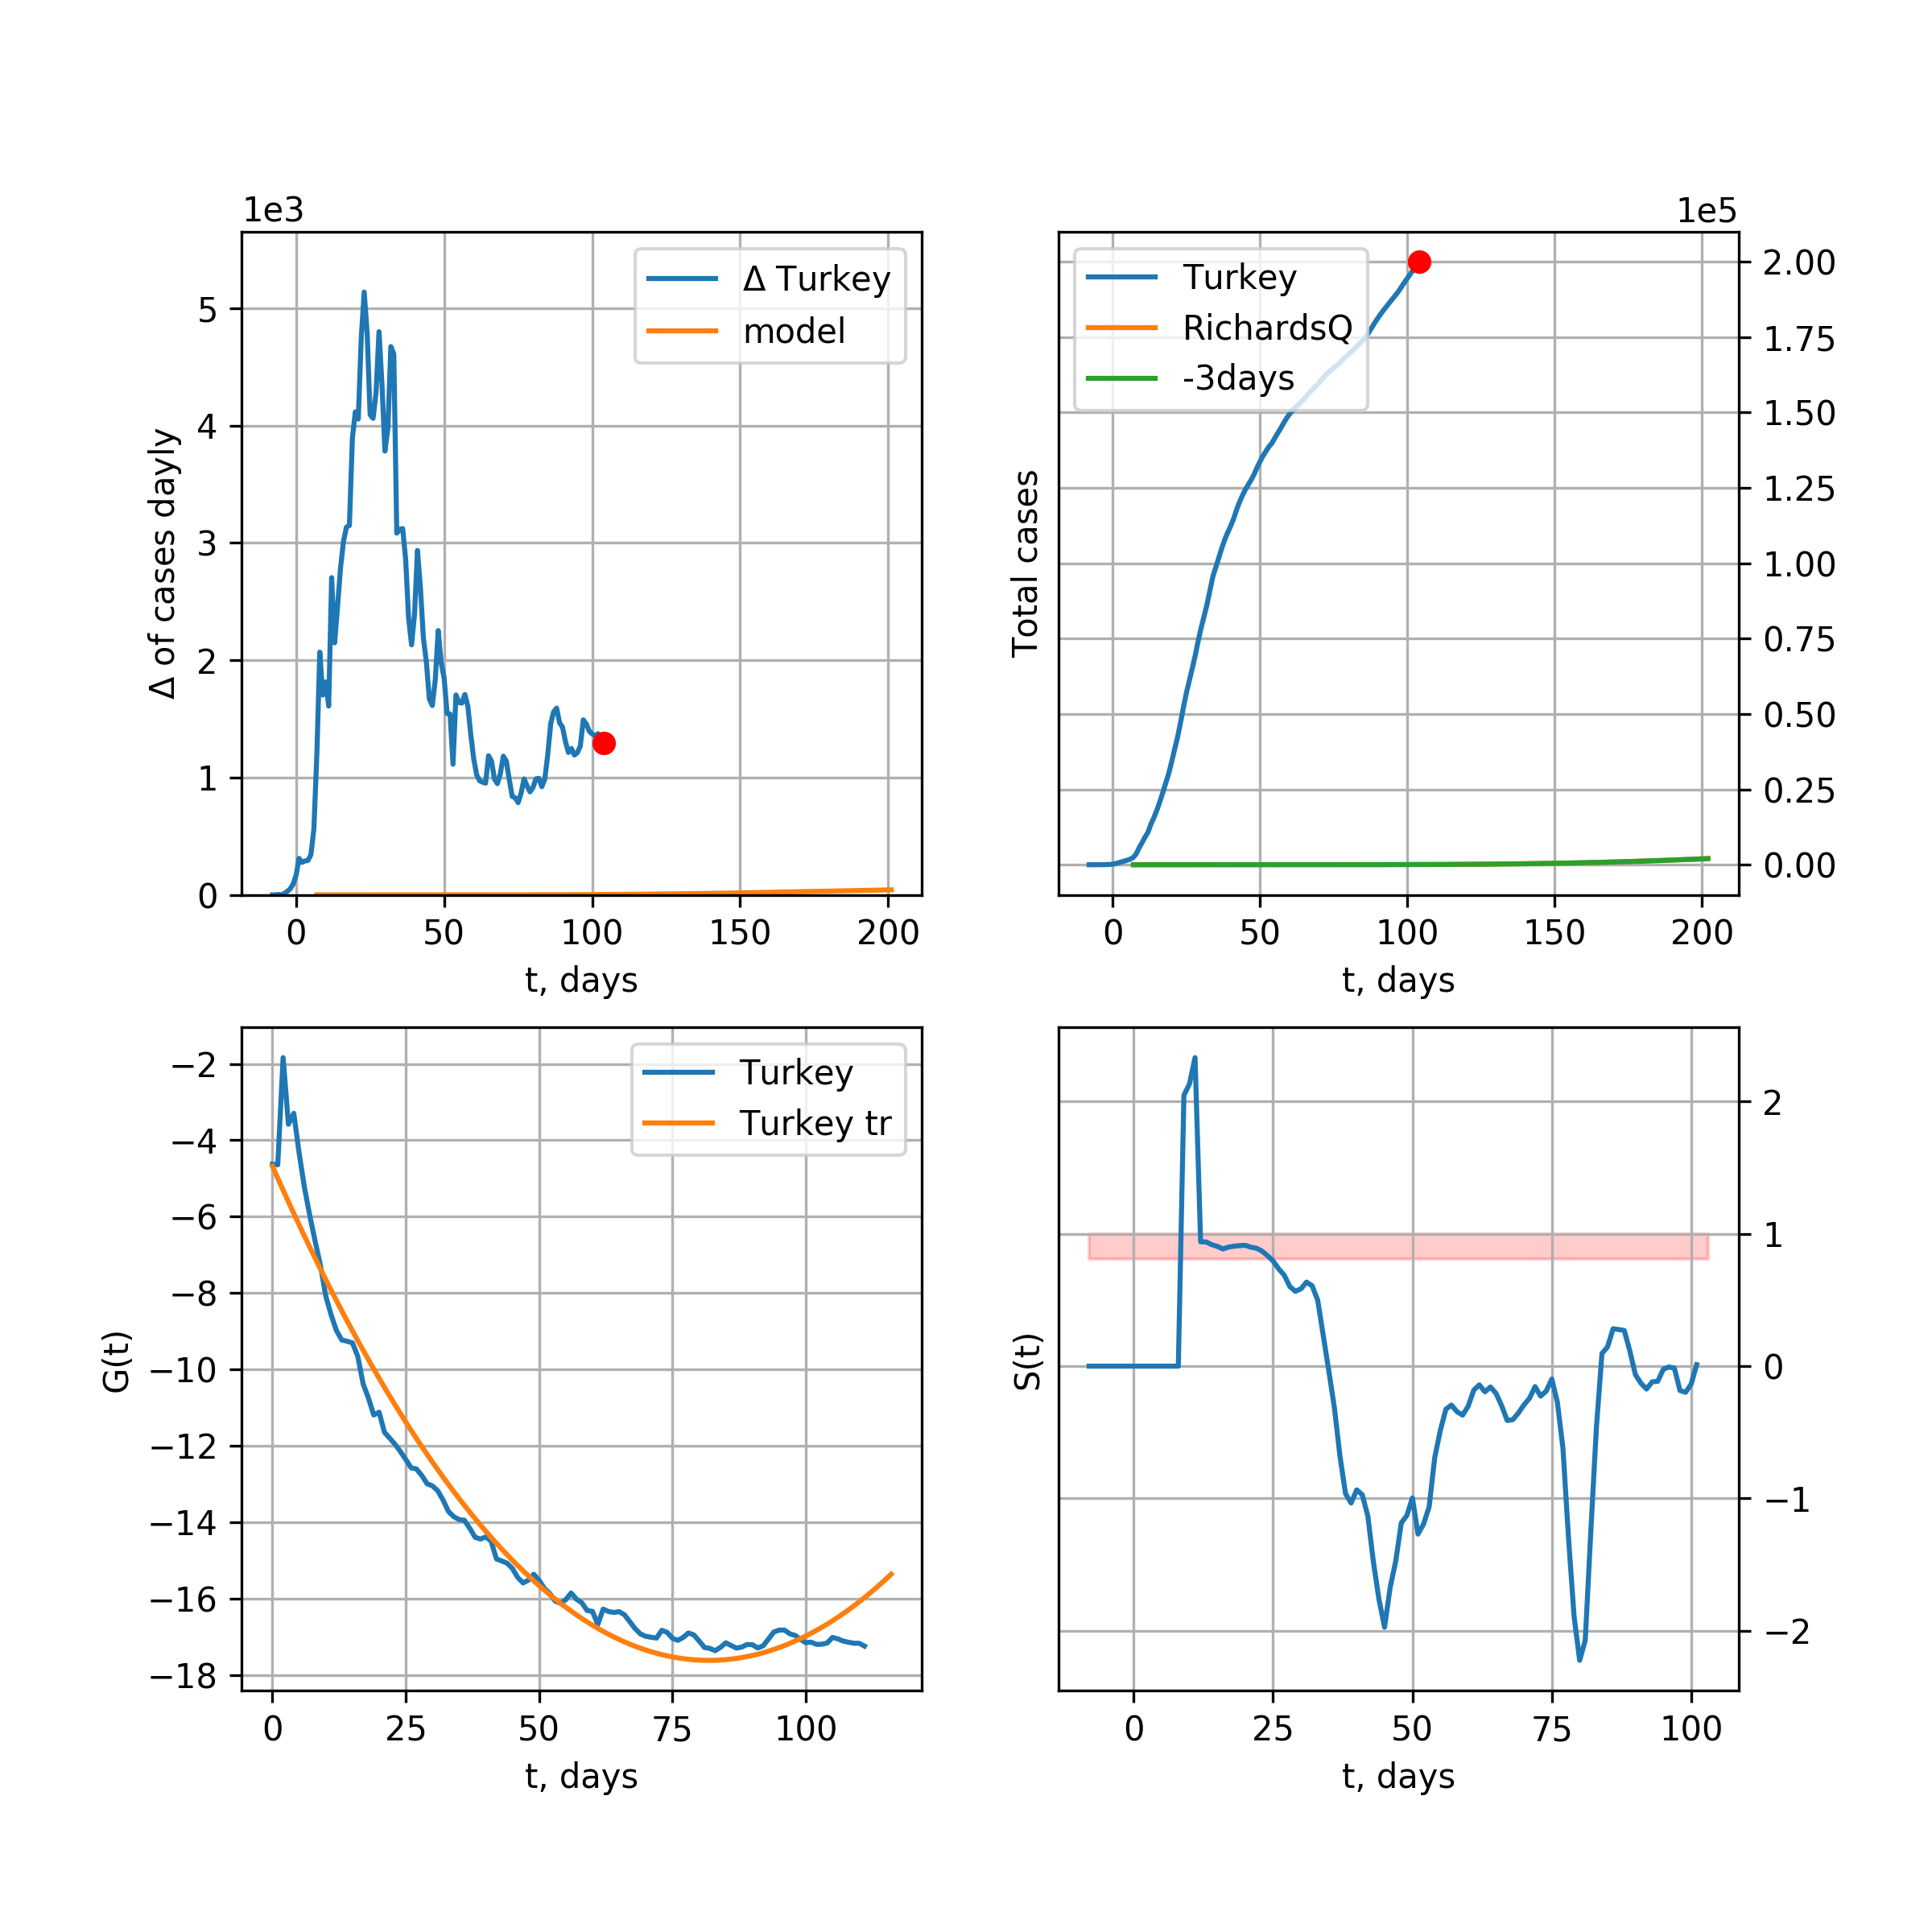 1e3
Δ of cases dayly
5
4
3
2
1
0
Δ Turkey
model
0 50 100 150 200
t, days
1e5
Total cases
Turkey
RichardsQ
-3days
2.00
1.75
1.50
1.25
1.00
0.75
0.50
0.25
0.00
0 50 100 150 200
t, days
G(t)
−2
−4
−6
−8
−10
−12
−14
−16
−18
Turkey
Turkey tr
0 25 50 75 100
t, days
S(t)
2
1
0
−1
−2
0 25 50 75 100
t, days